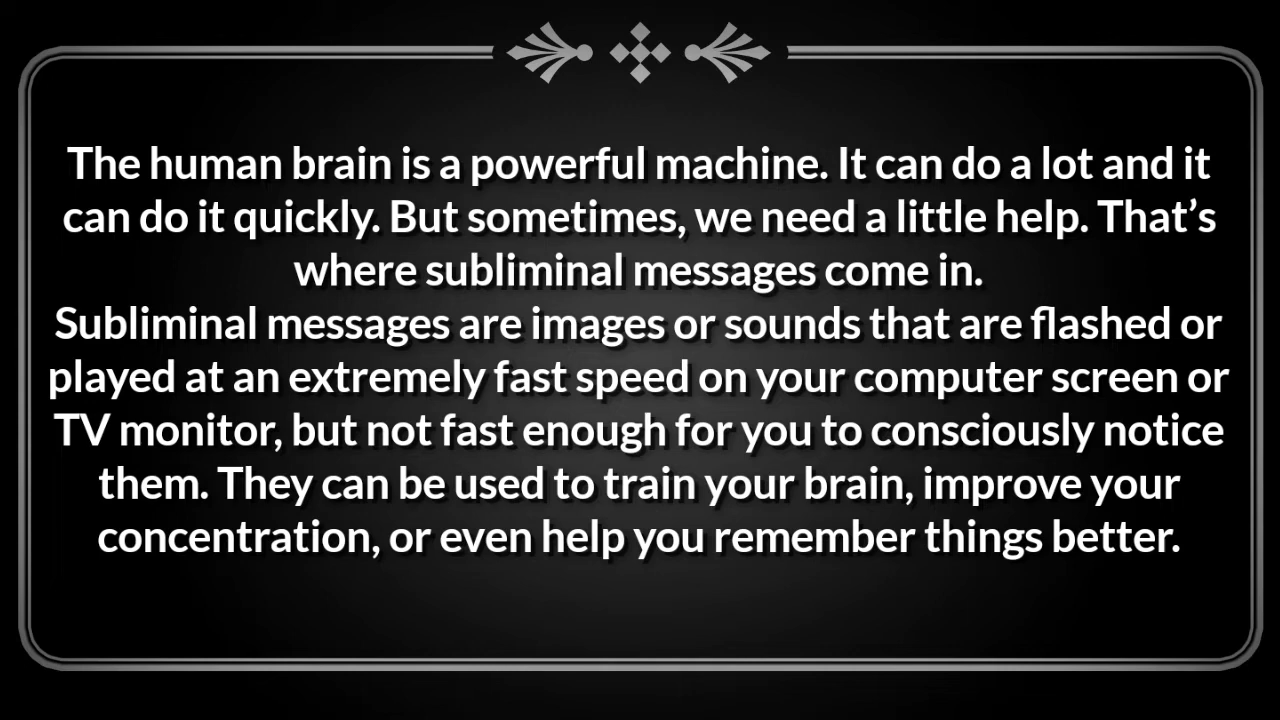 The human brain is a powerful machine. It can do a lot and it
can do it quickly. But sometimes, we need a little help. That’s
where subliminal messages come in.
Subliminal messages are images or sounds that are flashed or
played at an extremely fast speed on your computer screen or
TV monitor, but not fast enough for you to consciously notice
them. They can be used to train your brain, improve your
concentration, or even help you remember things better.